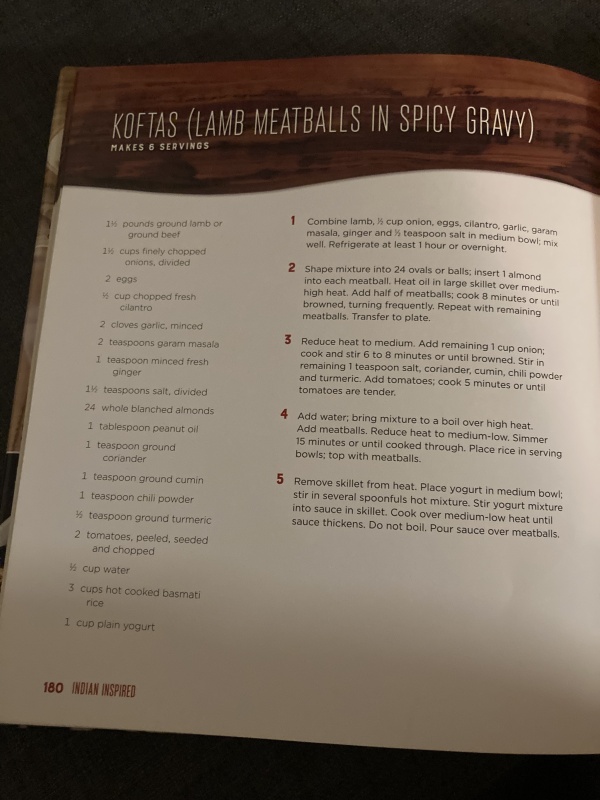 KOFTAS (LAMB MEATBALLS IN SPICY GRAVY)
MAKES 6 SERVINGS
1½ pounds ground lamb or
ground beef
1½ cups finely chopped
onions, divided
2 eggs
½ cup chopped fresh
cilantro
2 cloves garlic, minced
2 teaspoons garam masala
1 teaspoon minced fresh
ginger
1½ teaspoons salt, divided
24 whole blanched almonds
1 tablespoon peanut oil
1 teaspoon ground
coriander
1 teaspoon ground cumin
1 teaspoon chili powder
½ teaspoon ground turmeric
2 tomatoes, peeled, seeded
and chopped
½ cup water
3 cups hot cooked basmati
rice
1 cup plain yogurt
1 Combine lamb, ½ cup onion, eggs, cilantro, garlic, garam
masala, ginger and ½ teaspoon salt in medium bowl; mix
well. Refrigerate at least 1 hour or overnight.
2 Shape mixture into 24 ovals or balls; insert 1 almond
into each meatball. Heat oil in large skillet over medium-
high heat. Add half of meatballs; cook 8 minutes or until
browned, turning frequently. Repeat with remaining
meatballs. Transfer to plate.
3 Reduce heat to medium. Add remaining 1 cup onion;
cook and stir 6 to 8 minutes or until browned. Stir in
remaining 1 teaspoon salt, coriander, cumin, chili powder
and turmeric. Add tomatoes; cook 5 minutes or until
tomatoes are tender.
4 Add water; bring mixture to a boil over high heat.
Add meatballs. Reduce heat to medium-low. Simmer
15 minutes or until cooked through. Place rice in serving
bowls; top with meatballs.
5 Remove skillet from heat. Place yogurt in medium bowl;
stir in several spoonfuls hot mixture. Stir yogurt mixture
into sauce in skillet. Cook over medium-low heat until
sauce thickens. Do not boil. Pour sauce over meatballs.
180 INDIAN INSPIRED